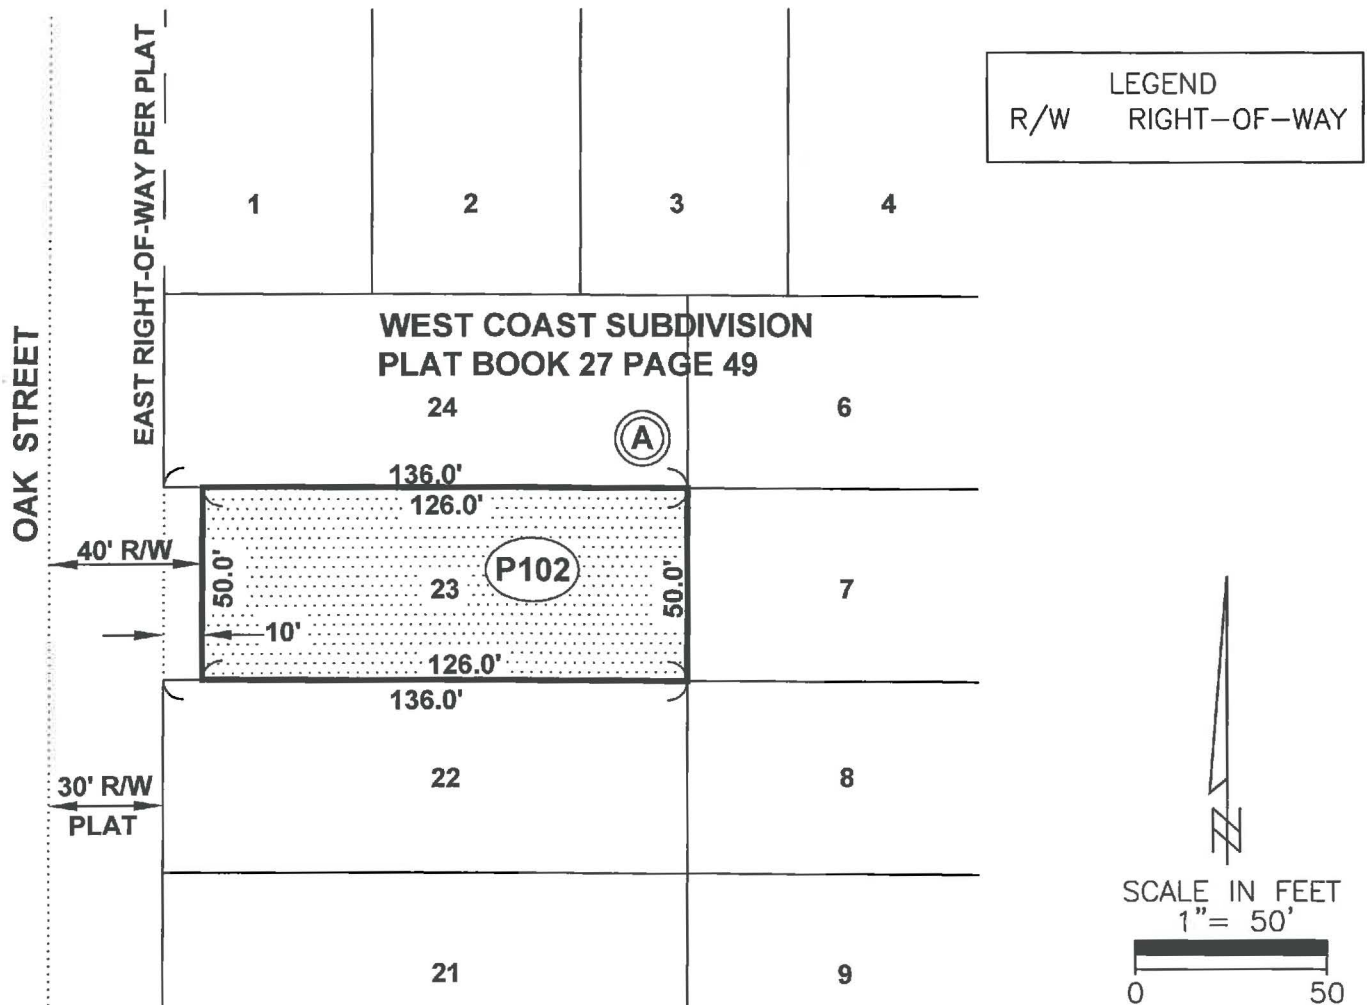 LEGEND
R/W RIGHT-OF-WAY
OAK STREET
EAST RIGHT-OF-WAY PER PLAT
1
2
3
4
WEST COAST SUBDIVISION
PLAT BOOK 27 PAGE 49
24
6
A
136.0'
126.0'
40' R/W
50.0'
P102
23
50.0'
7
10'
126.0'
136.0'
30' R/W
PLAT
22
8
21
9
N
SCALE IN FEET
1"= 50'
0 50